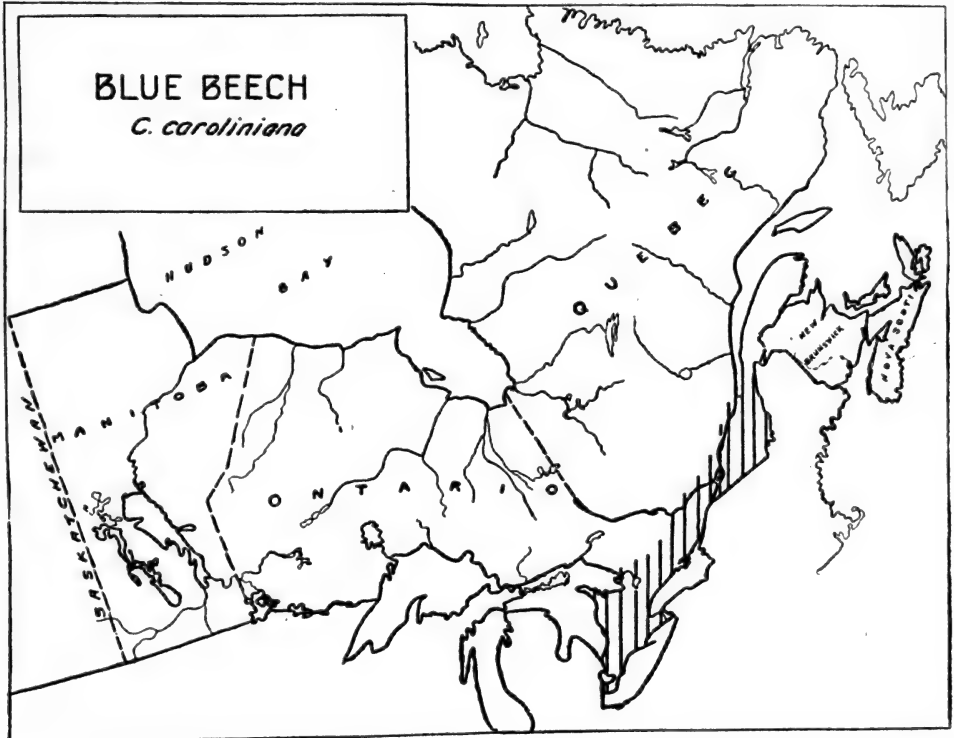 BLUE BEECH
C. caroliniana
HUDSON
BAY
QUEBEC
NEW
BRUNSWICK
NOVA SCOTIA
MANITOBA
SASKATCHEWAN
ONTARIO